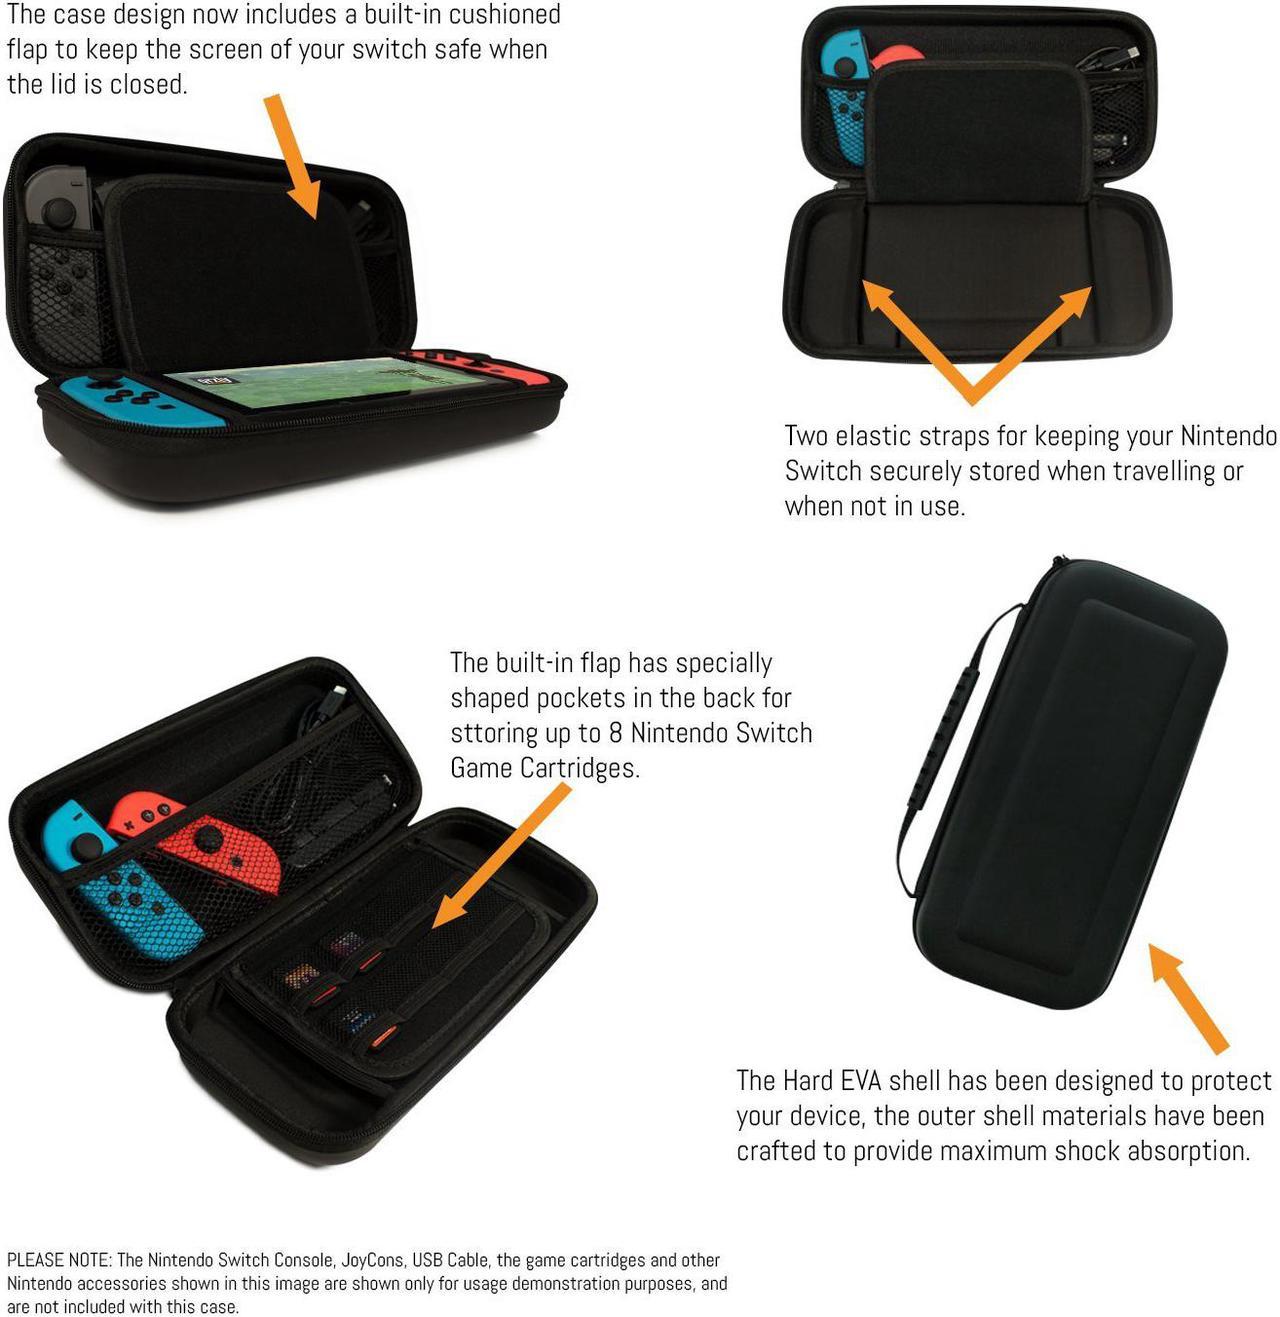 The case design now includes a built-in cushioned
flap to keep the screen of your switch safe when
the lid is closed.
Two elastic straps for keeping your Nintendo
Switch securely stored when travelling or
when not in use.
The built-in flap has specially
shaped pockets in the back for
sttoring up to 8 Nintendo Switch
Game Cartridges.
The Hard EVA shell has been designed to protect
your device, the outer shell materials have been
crafted to provide maximum shock absorption.
PLEASE NOTE: The Nintendo Switch Console, JoyCons, USB Cable, the game cartridges and other
Nintendo accessories shown in this image are shown only for usage demonstration purposes, and
are not included with this case.